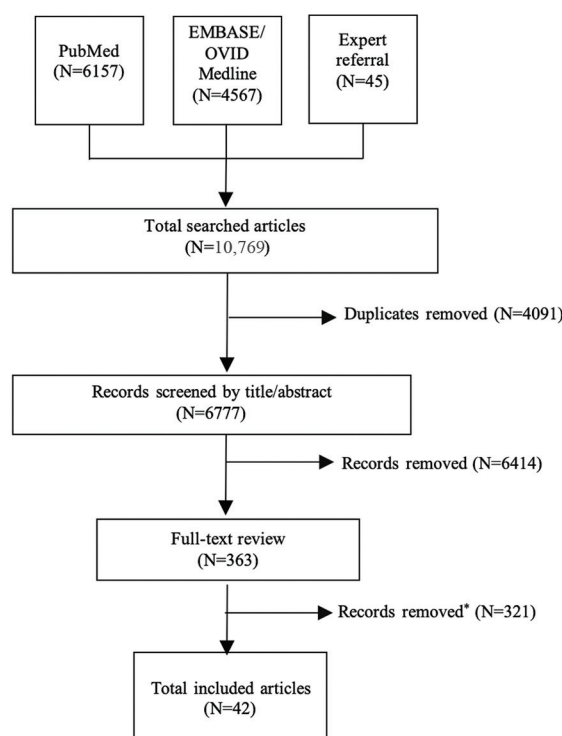 PubMed
(N=6157)
EMBASE/
OVID
Medline
(N=4567)
Expert
referral
(N=45)
Total searched articles
(N=10,769)
Duplicates removed (N=4091)
Records screened by title/abstract
(N=6777)
Records removed (N=6414)
Full-text review
(N=363)
Records removed* (N=321)
Total included articles
(N=42)